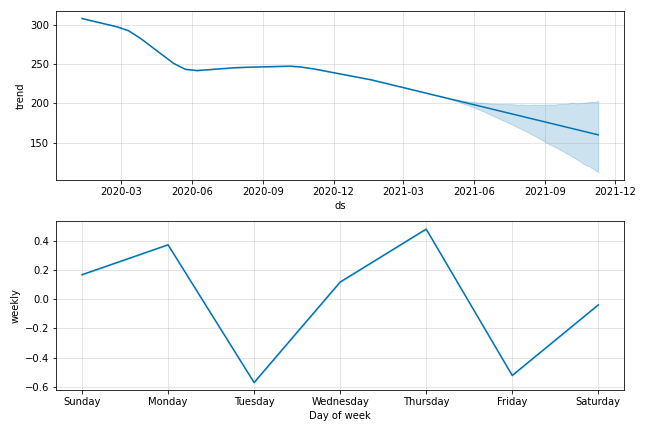 300
250
200
150
trend
2020-03 2020-06 2020-09 2020-12 2021-03 2021-06 2021-09 2021-12
ds
0.4
0.2
0.0
−0.2
−0.4
−0.6
weekly
Sunday Monday Tuesday Wednesday Thursday Friday Saturday
Day of week